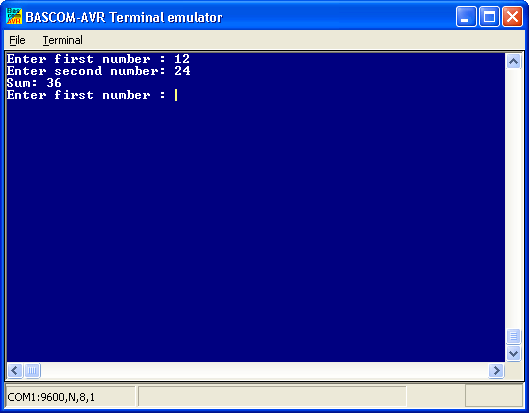 BASCOM-AVR Terminal emulator
File Terminal
Enter first number : 12
Enter second number: 24
Sum: 36
Enter first number :
COM1:9600,N,8,1